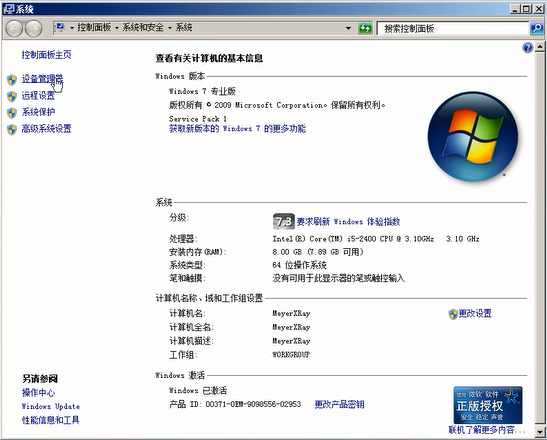 系统
控制面板 系统和安全 系统
搜索控制面板
控制面板主页
设备管理器
远程设置
系统保护
高级系统设置
另请参阅
操作中心
Windows Update
性能信息和工具
查看有关计算机的基本信息
Windows 版本
Windows 7 专业版
版权所有 © 2009 Microsoft Corporation。保留所有权利。
Service Pack 1
获取新版本的 Windows 7 的更多功能
系统
分级: 7.3 要求刷新 Windows 体验指数
处理器: Intel(R) Core(TM) i5-2400 CPU @ 3.10GHz 3.10 GHz
安装内存(RAM): 8.00 GB (7.89 GB 可用)
系统类型: 64 位操作系统
笔和触摸: 没有可用于此显示器的笔或触控输入
计算机名称、域和工作组设置
计算机名: MeyerXRay 更改设置
计算机全名: MeyerXRay
计算机描述: MeyerXRay
工作组: WORKGROUP
Windows 激活
Windows 已激活
产品 ID: 00371-OEM-9098556-02953 更改产品密钥
使用 微软 软件
正版授权
安全 稳定 声誉
联机了解更多内容...